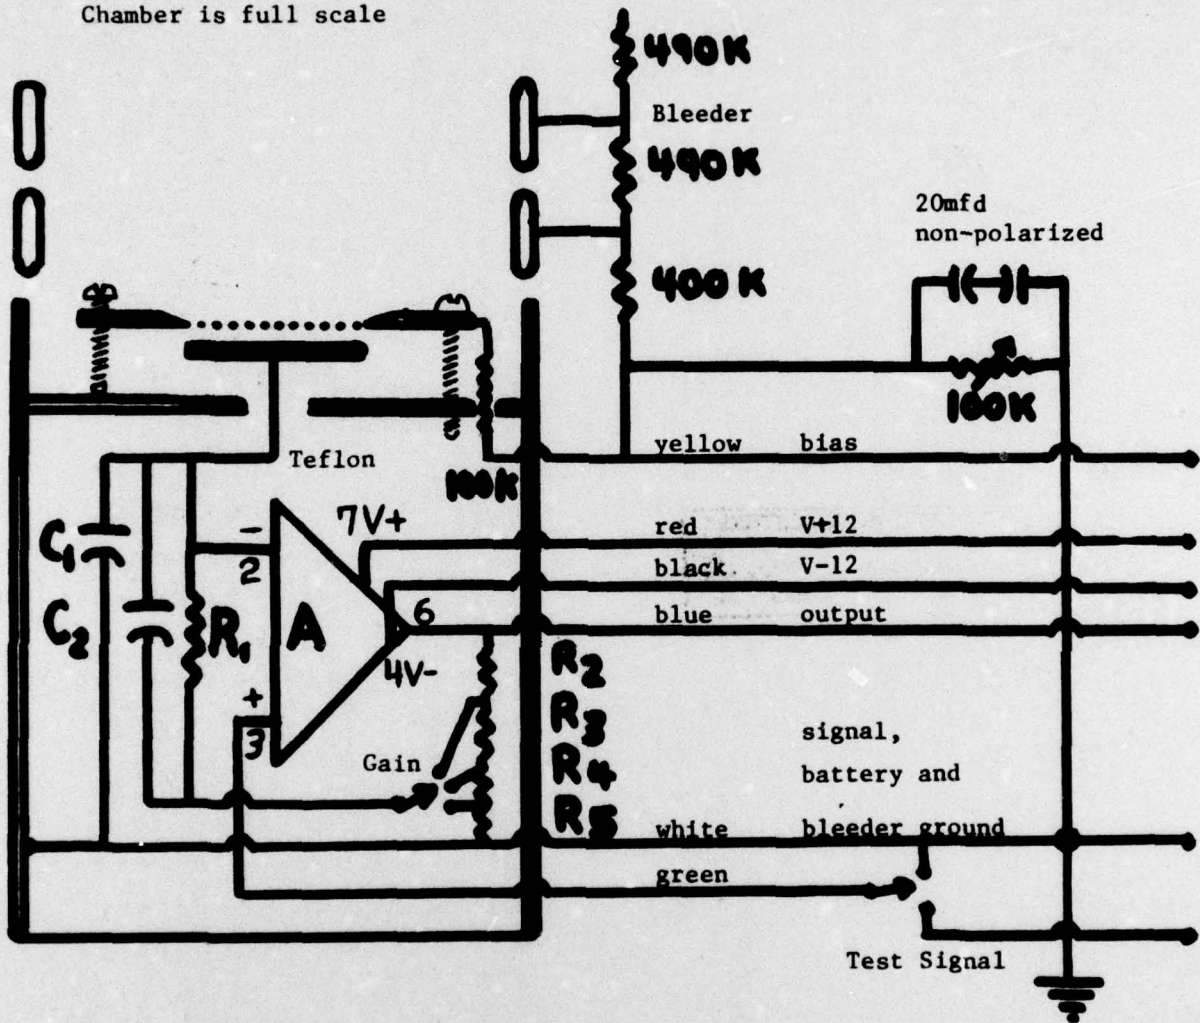 Chamber is full scale
490K
Bleeder
490K
20mfd
non-polarized
400K
100K
yellow bias
Teflon
100K
7V+
red V+12
black V-12
blue output
C1
C2
R1
-
2
A
6
4V-
+
3
Gain
R2
R3
R4
R5
signal,
battery and
white bleeder ground
green
Test Signal